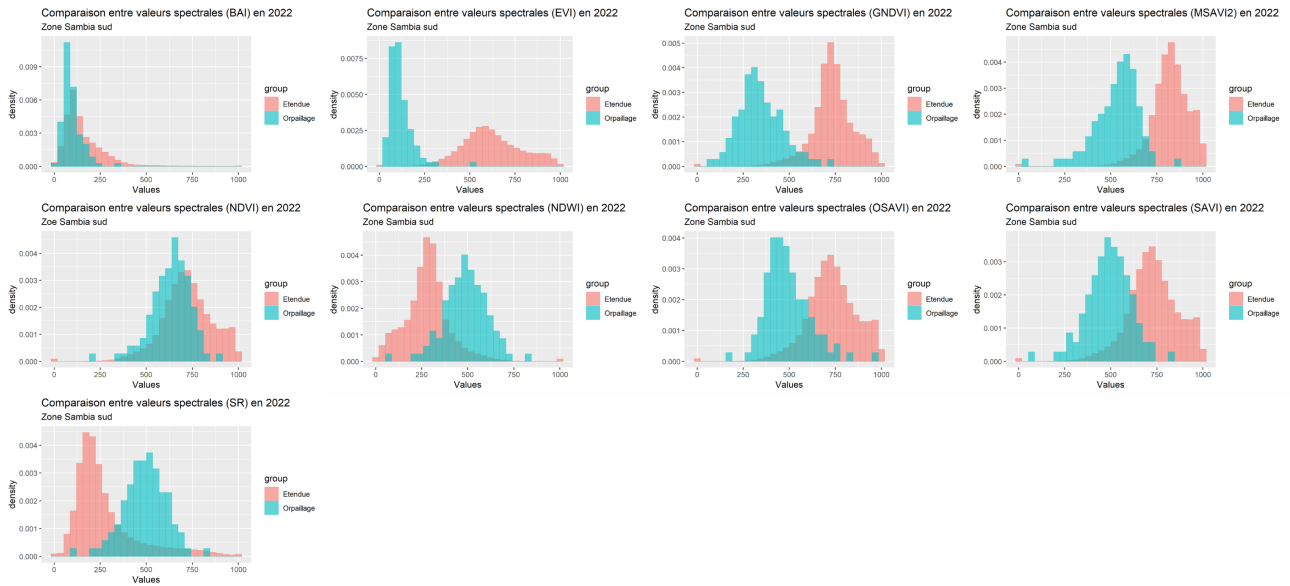 Comparaison entre valeurs spectrales (BAI) en 2022
Zone Sambia sud
density
0.009
0.006
0.003
0.000
0
250
500
750
1000
Values
group
Etendue
Orpaillage
Comparaison entre valeurs spectrales (EVI) en 2022
Zone Sambia sud
density
0.0075
0.0050
0.0025
0.0000
0
250
500
750
1000
Values
group
Etendue
Orpaillage
Comparaison entre valeurs spectrales (GNDVI) en 2022
Zone Sambia sud
density
0.005
0.004
0.003
0.002
0.001
0.000
0
250
500
750
1000
Values
group
Etendue
Orpaillage
Comparaison entre valeurs spectrales (MSAVI2) en 2022
Zone Sambia sud
density
0.004
0.003
0.002
0.001
0.000
0
250
500
750
1000
Values
group
Etendue
Orpaillage
Comparaison entre valeurs spectrales (NDVI) en 2022
Zoe Sambia sud
density
0.004
0.003
0.002
0.001
0.000
0
250
500
750
1000
Values
group
Etendue
Orpaillage
Comparaison entre valeurs spectrales (NDWI) en 2022
Zone Sambia sud
density
0.004
0.003
0.002
0.001
0.000
0
250
500
750
1000
Values
group
Etendue
Orpaillage
Comparaison entre valeurs spectrales (OSAVI) en 2022
Zone Sambia sud
density
0.004
0.003
0.002
0.001
0.000
0
250
500
750
1000
Values
group
Etendue
Orpaillage
Comparaison entre valeurs spectrales (SAVI) en 2022
Zone Sambia sud
density
0.003
0.002
0.001
0.000
0
250
500
750
1000
Values
group
Etendue
Orpaillage
Comparaison entre valeurs spectrales (SR) en 2022
Zone Sambia sud
density
0.004
0.003
0.002
0.001
0.000
0
250
500
750
1000
Values
group
Etendue
Orpaillage